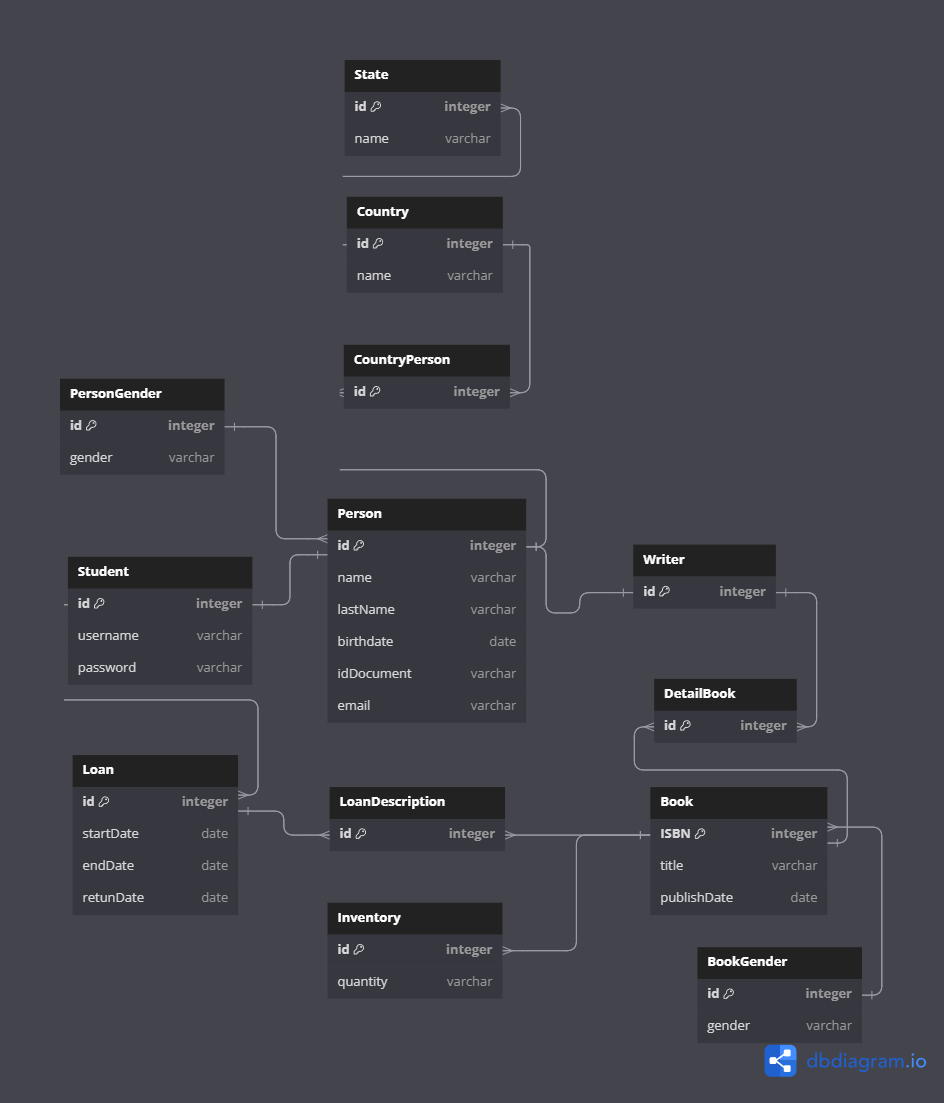 State
id integer
name varchar
Country
id integer
name varchar
CountryPerson
id integer
PersonGender
id integer
gender varchar
Person
id integer
name varchar
lastName varchar
birthdate date
idDocument varchar
email varchar
Writer
id integer
Student
id integer
username varchar
password varchar
DetailBook
id integer
Loan
id integer
startDate date
endDate date
retunDate date
LoanDescription
id integer
Book
ISBN integer
title varchar
publishDate date
Inventory
id integer
quantity varchar
BookGender
id integer
gender varchar
dbdiagram.io